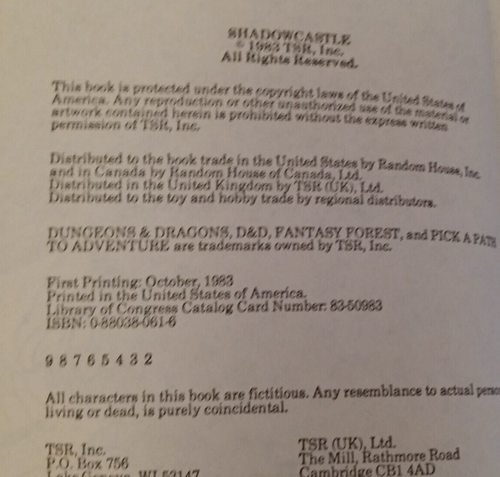 SHADOWCASTLE
© 1983 TSR, Inc.
All Rights Reserved.
This book is protected under the copyright laws of the United States of
America. Any reproduction or other unauthorized use of the material or
artwork contained herein is prohibited without the express written
permission of TSR, Inc.
Distributed to the book trade in the United States by Random House, Inc.
and in Canada by Random House of Canada, Ltd.
Distributed in the United Kingdom by TSR (UK), Ltd.
Distributed to the toy and hobby trade by regional distributors.
DUNGEONS & DRAGONS, D&D, FANTASY FOREST, and PICK A PATH
TO ADVENTURE are trademarks owned by TSR, Inc.
First Printing: October, 1983
Printed in the United States of America.
Library of Congress Catalog Card Number: 83-50983
ISBN: 0-88038-061-6
9 8 7 6 5 4 3 2
All characters in this book are fictitious. Any resemblance to actual perso
living or dead, is purely coincidental.
TSR, Inc.
P.O. Box 756
Lake Geneva, WI 53147
TSR (UK), Ltd.
The Mill, Rathmore Road
Cambridge CB1 4AD